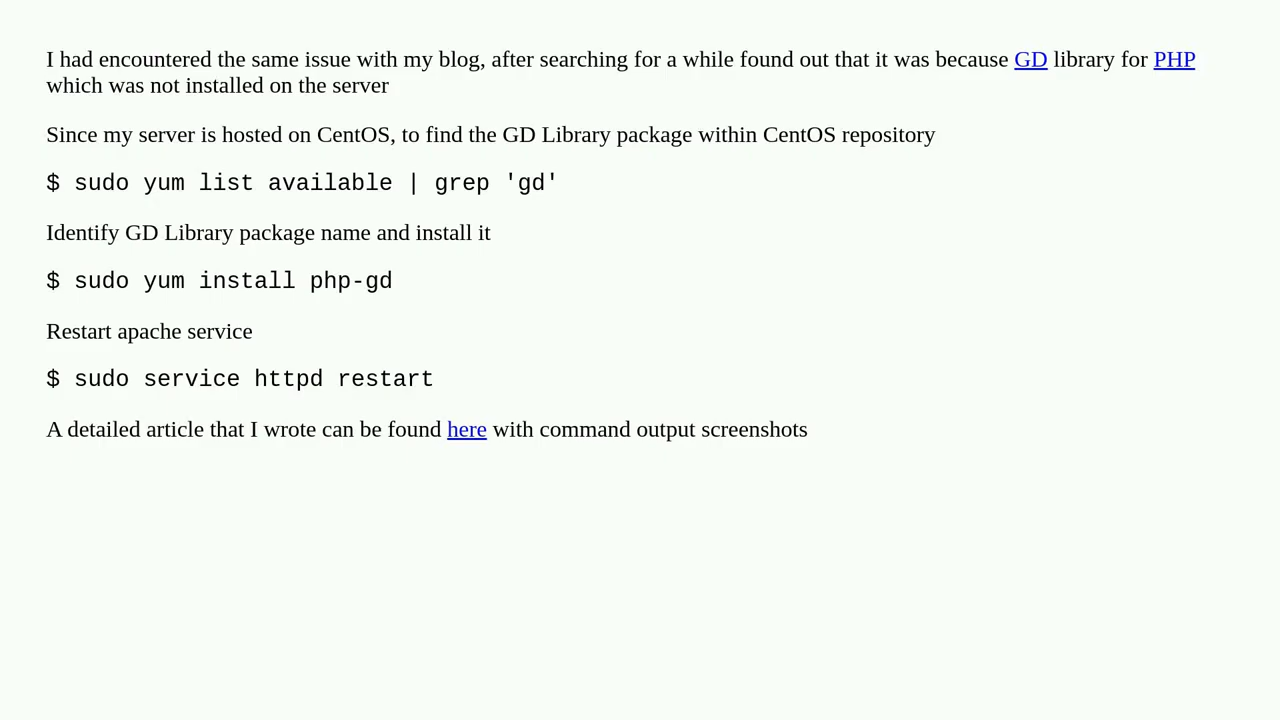 I had encountered the same issue with my blog, after searching for a while found out that it was because GD library for PHP
which was not installed on the server
Since my server is hosted on CentOS, to find the GD Library package within CentOS repository
$ sudo yum list available | grep 'gd'
Identify GD Library package name and install it
$ sudo yum install php-gd
Restart apache service
$ sudo service httpd restart
A detailed article that I wrote can be found here with command output screenshots